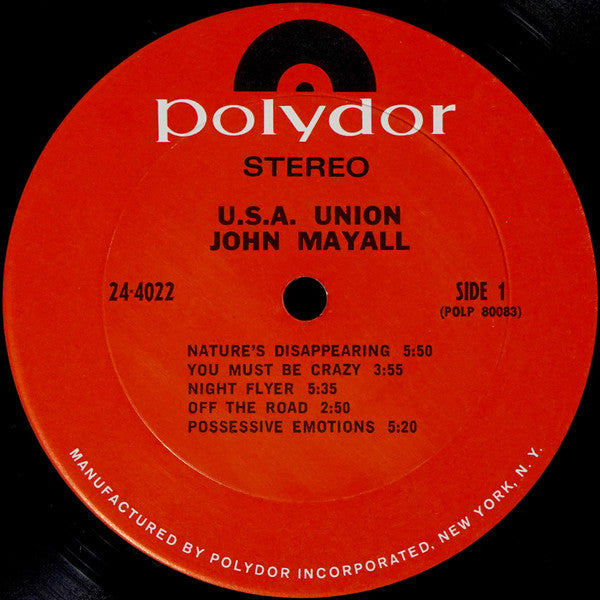 polydor
STEREO
U.S.A. UNION
JOHN MAYALL
24-4022
SIDE 1
(POLP 80083)
NATURE'S DISAPPEARING 5:50
YOU MUST BE CRAZY 3:55
NIGHT FLYER 5:35
OFF THE ROAD 2:50
POSSESSIVE EMOTIONS 5:20
MANUFACTURED BY POLYDOR INCORPORATED, NEW YORK, N. Y.